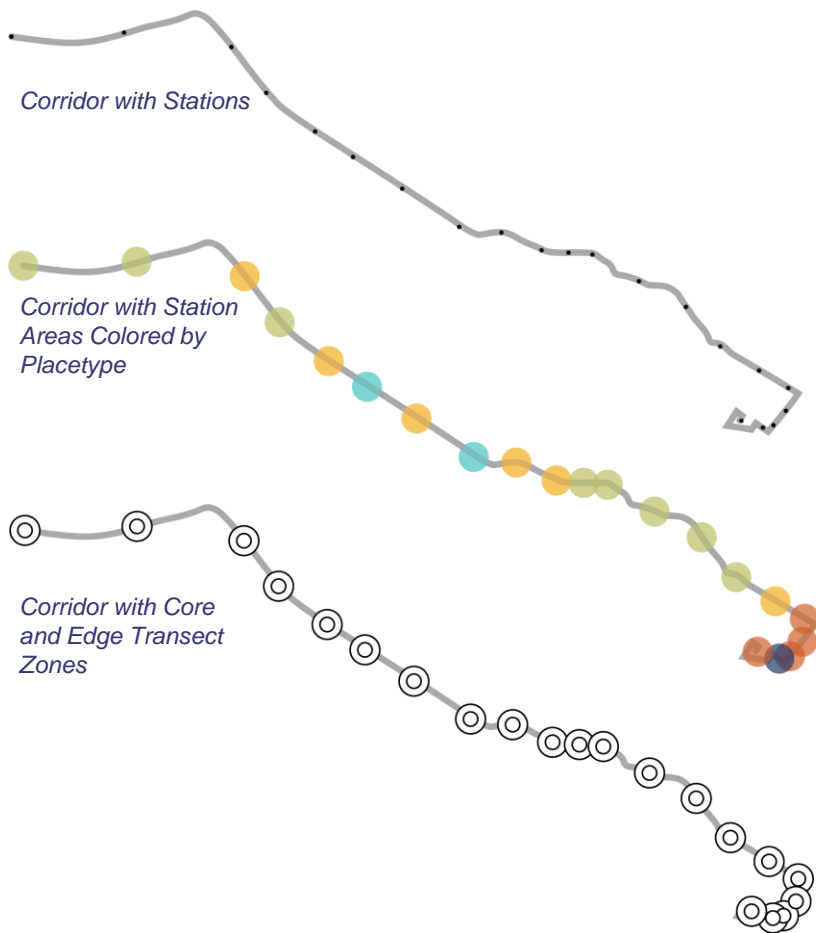 Corridor with Stations
Corridor with Station
Areas Colored by
Placetype
Corridor with Core
and Edge Transect
Zones